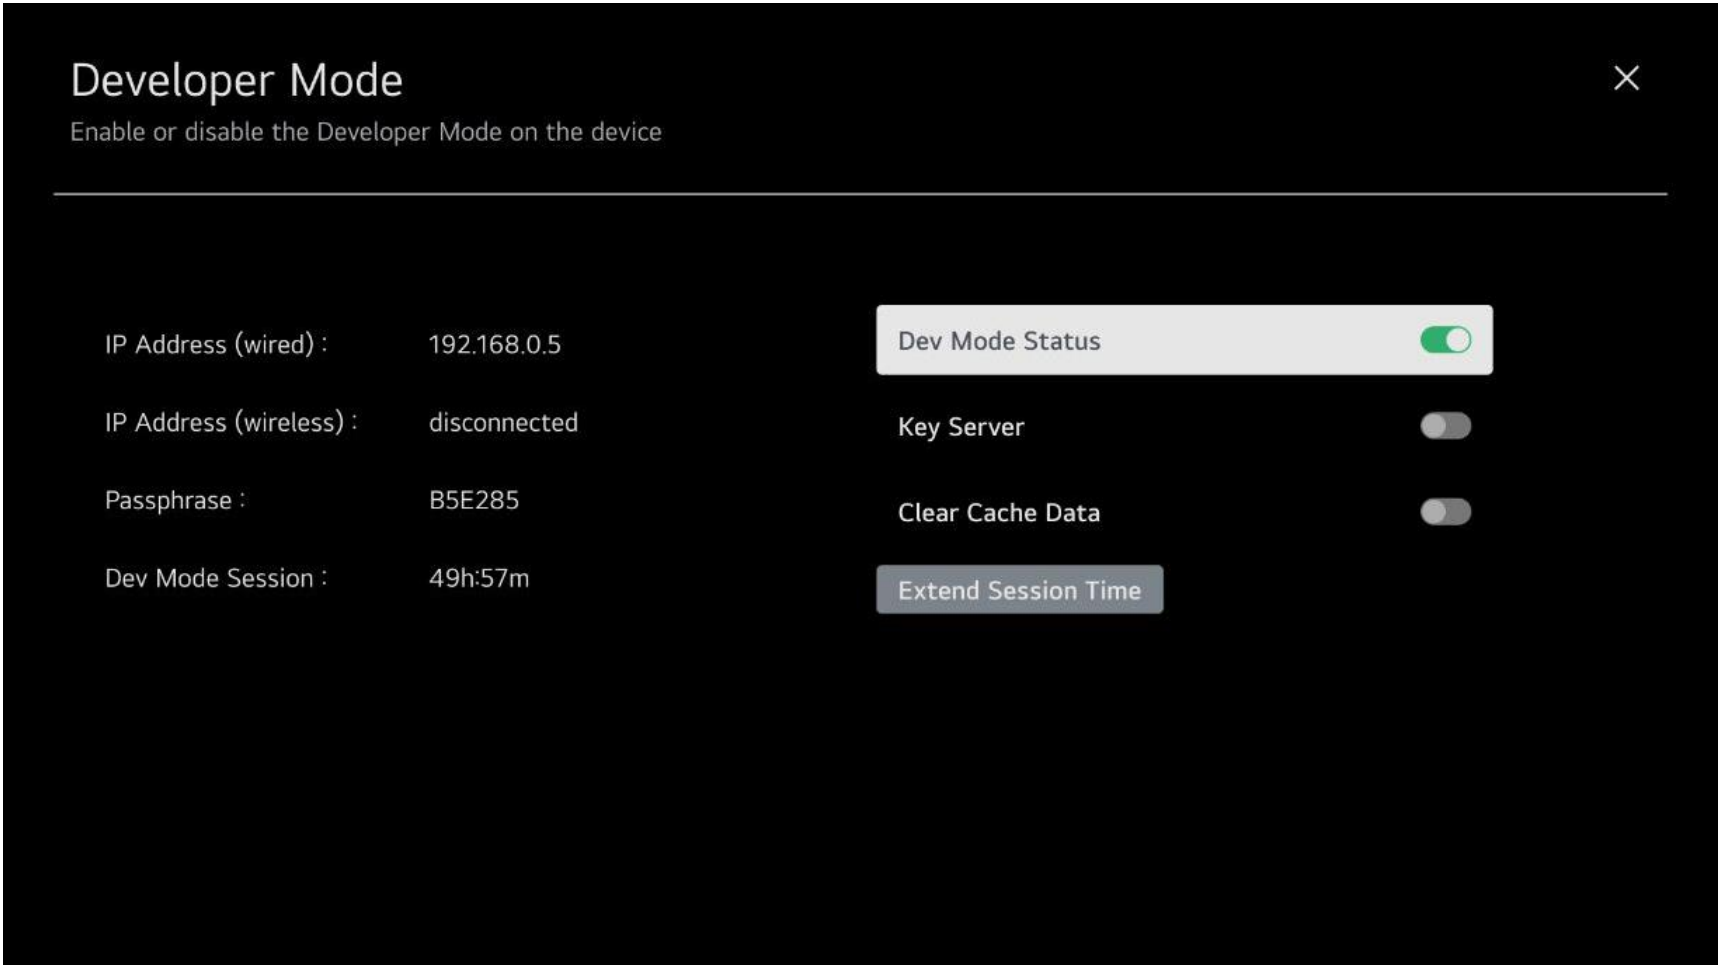 Developer Mode
Enable or disable the Developer Mode on the device
IP Address (wired) : 192.168.0.5
IP Address (wireless) : disconnected
Passphrase : B5E285
Dev Mode Session : 49h:57m
Dev Mode Status
Key Server
Clear Cache Data
Extend Session Time